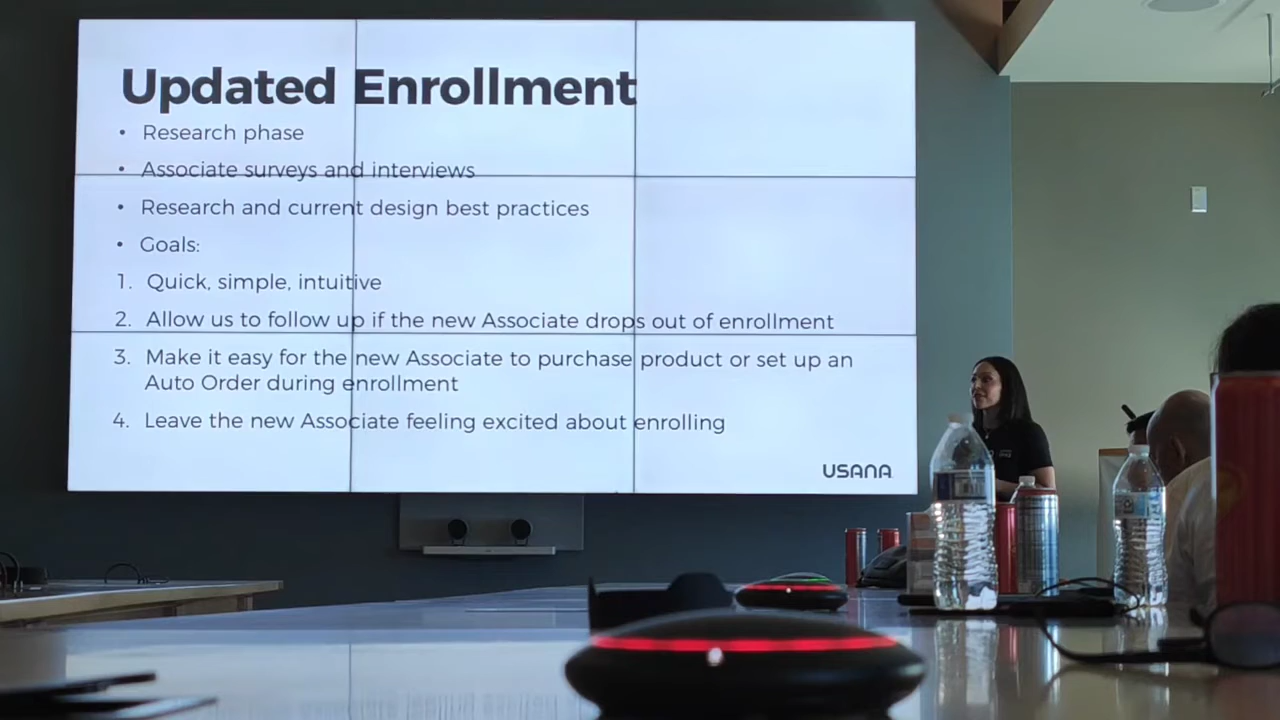 Updated Enrollment
• Research phase
• Associate surveys and interviews
• Research and current design best practices
• Goals:
1. Quick, simple, intuitive
2. Allow us to follow up if the new Associate drops out of enrollment
3. Make it easy for the new Associate to purchase product or set up an
Auto Order during enrollment
4. Leave the new Associate feeling excited about enrolling
USANA